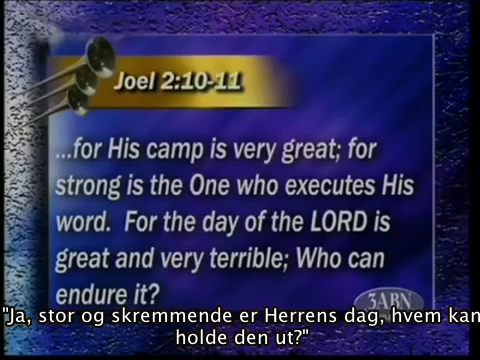 Joel 2:10-11
...for His camp is very great; for
strong is the One who executes His
word. For the day of the LORD is
great and very terrible; Who can
endure it?
3ABN
"Ja, stor og skremmende er Herrens dag, hvem kan
holde den ut?"